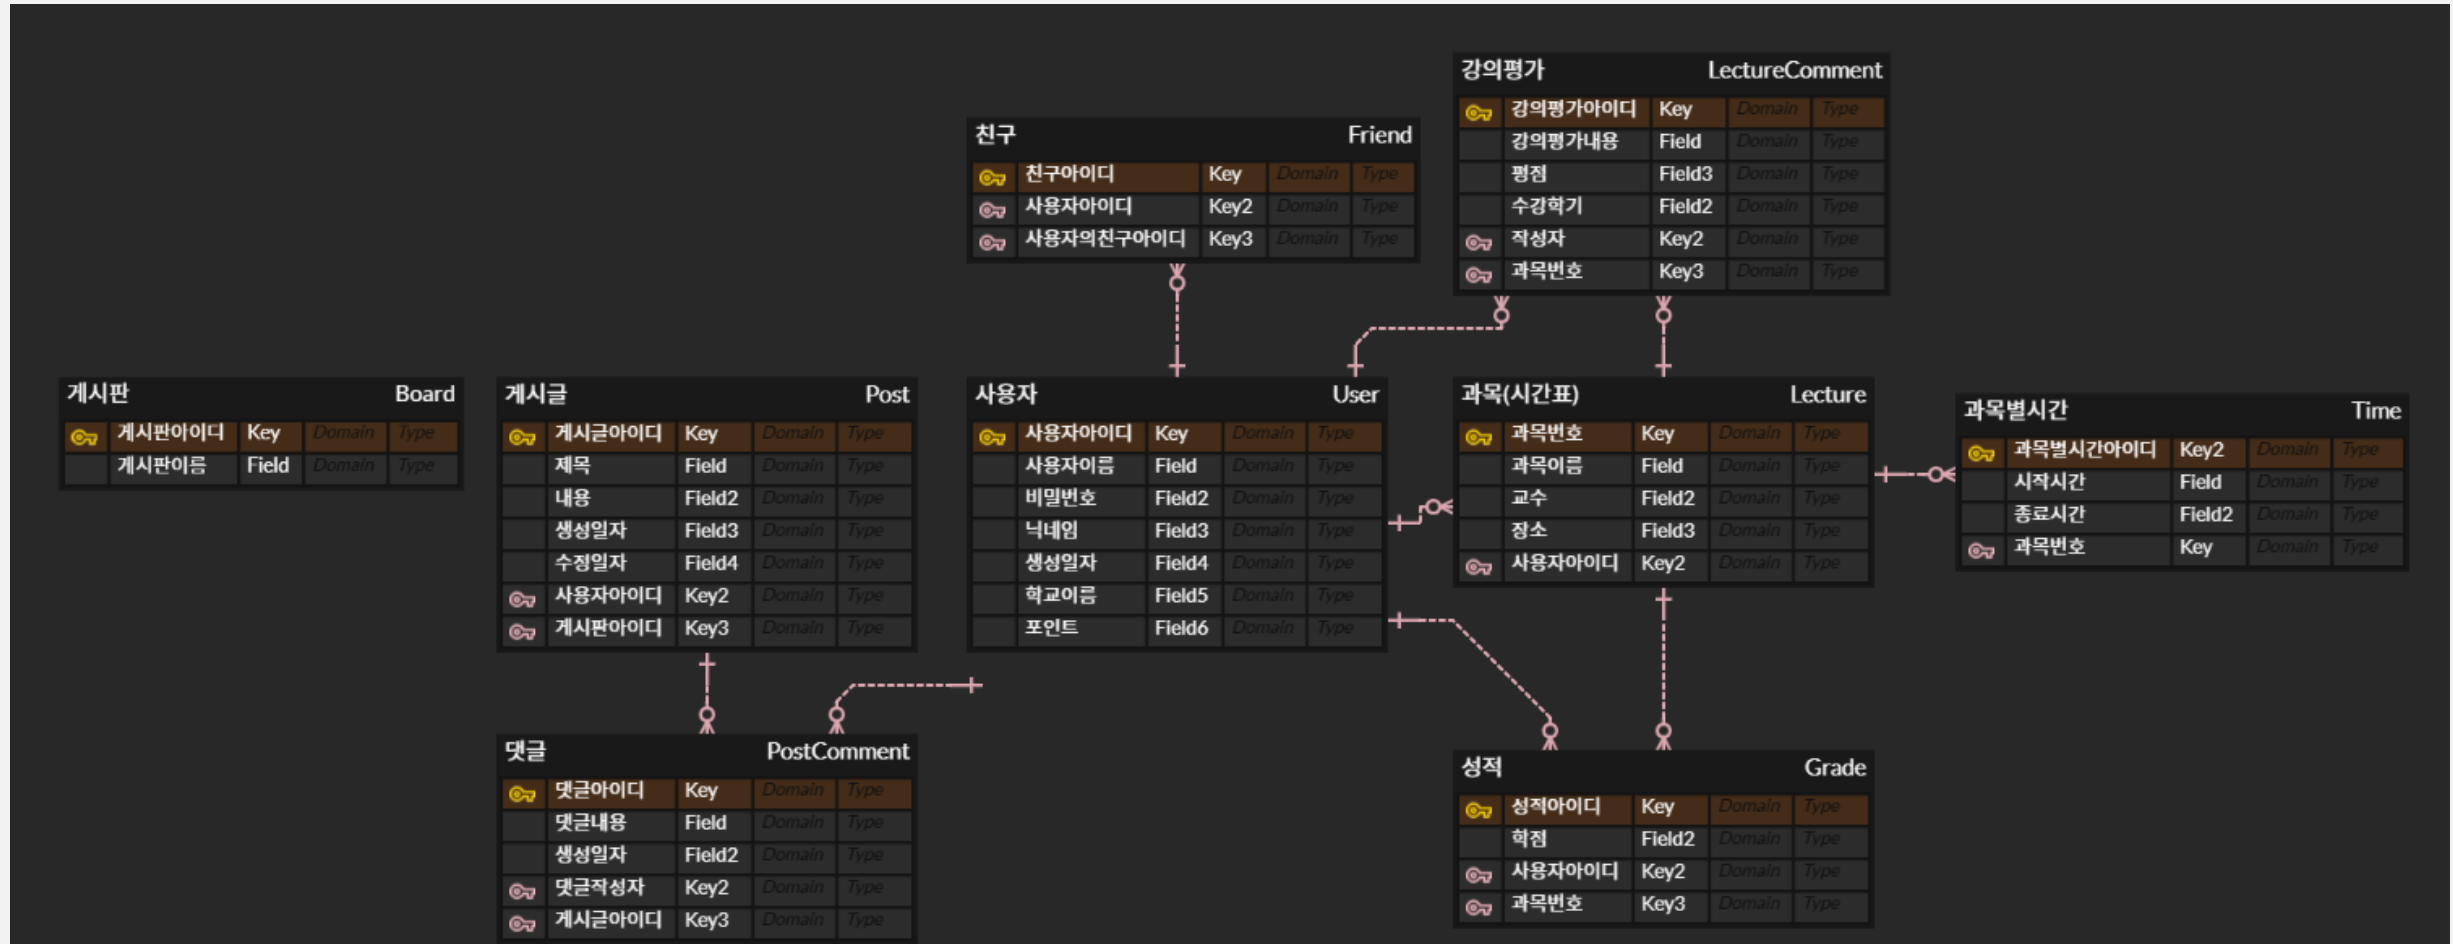 강의평가 LectureComment
강의평가아이디 Key Domain Type
강의평가내용 Field Domain Type
평점 Field3 Domain Type
수강학기 Field2 Domain Type
작성자 Key2 Domain Type
과목번호 Key3 Domain Type
친구 Friend
친구아이디 Key Domain Type
사용자아이디 Key2 Domain Type
사용자의친구아이디 Key3 Domain Type
게시판 Board
게시판아이디 Key Domain Type
게시판이름 Field Domain Type
게시글 Post
게시글아이디 Key Domain Type
제목 Field Domain Type
내용 Field2 Domain Type
생성일자 Field3 Domain Type
수정일자 Field4 Domain Type
사용자아이디 Key2 Domain Type
게시판아이디 Key3 Domain Type
사용자 User
사용자아이디 Key Domain Type
사용자이름 Field Domain Type
비밀번호 Field2 Domain Type
닉네임 Field3 Domain Type
생성일자 Field4 Domain Type
학교이름 Field5 Domain Type
포인트 Field6 Domain Type
과목(시간표) Lecture
과목번호 Key Domain Type
과목이름 Field Domain Type
교수 Field2 Domain Type
장소 Field3 Domain Type
사용자아이디 Key2 Domain Type
과목별시간 Time
과목별시간아이디 Key2 Domain Type
시작시간 Field Domain Type
종료시간 Field2 Domain Type
과목번호 Key Domain Type
댓글 PostComment
댓글아이디 Key Domain Type
댓글내용 Field Domain Type
생성일자 Field2 Domain Type
댓글작성자 Key2 Domain Type
게시글아이디 Key3 Domain Type
성적 Grade
성적아이디 Key Domain Type
학점 Field2 Domain Type
사용자아이디 Key2 Domain Type
과목번호 Key3 Domain Type